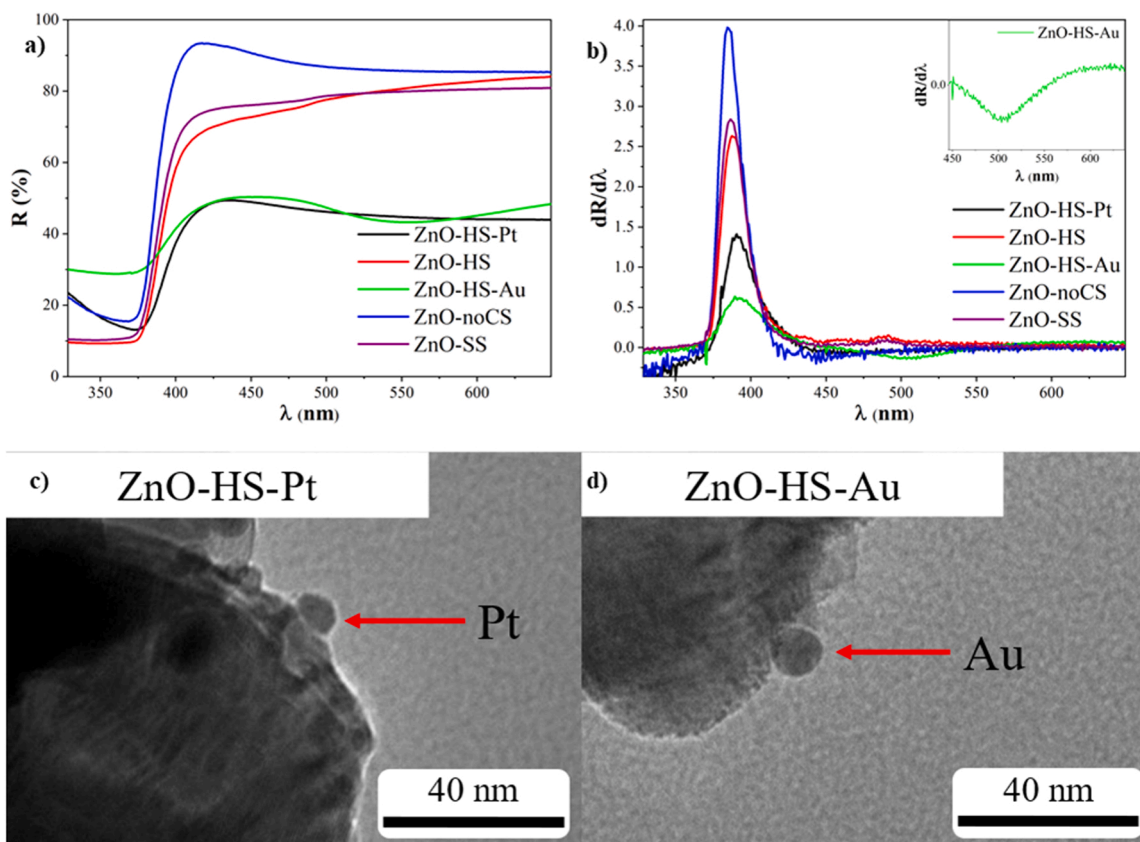 a)
R (%)
100
80
60
40
20
0
ZnO-HS-Pt
ZnO-HS
ZnO-HS-Au
ZnO-noCS
ZnO-SS
350 400 450 500 550 600
λ (nm)
b)
dR/dλ
4.0
3.5
3.0
2.5
2.0
1.5
1.0
0.5
0.0
ZnO-HS-Au
dR/dλ
0.0
450 500 550 600
λ (nm)
ZnO-HS-Pt
ZnO-HS
ZnO-HS-Au
ZnO-noCS
ZnO-SS
350 400 450 500 550 600
λ (nm)
c) ZnO-HS-Pt
Pt
40 nm
d) ZnO-HS-Au
Au
40 nm